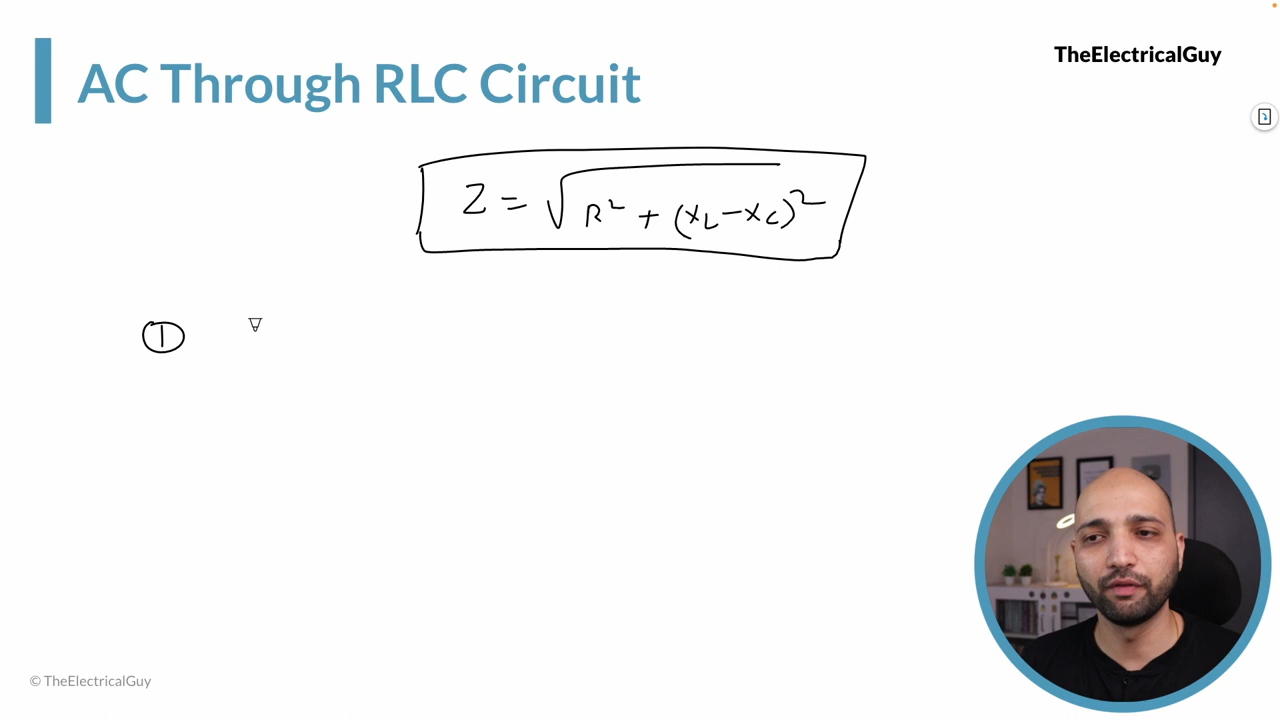 TheElectricalGuy
AC Through RLC Circuit
Z = √R² + (XL-XC)²
①
© TheElectricalGuy